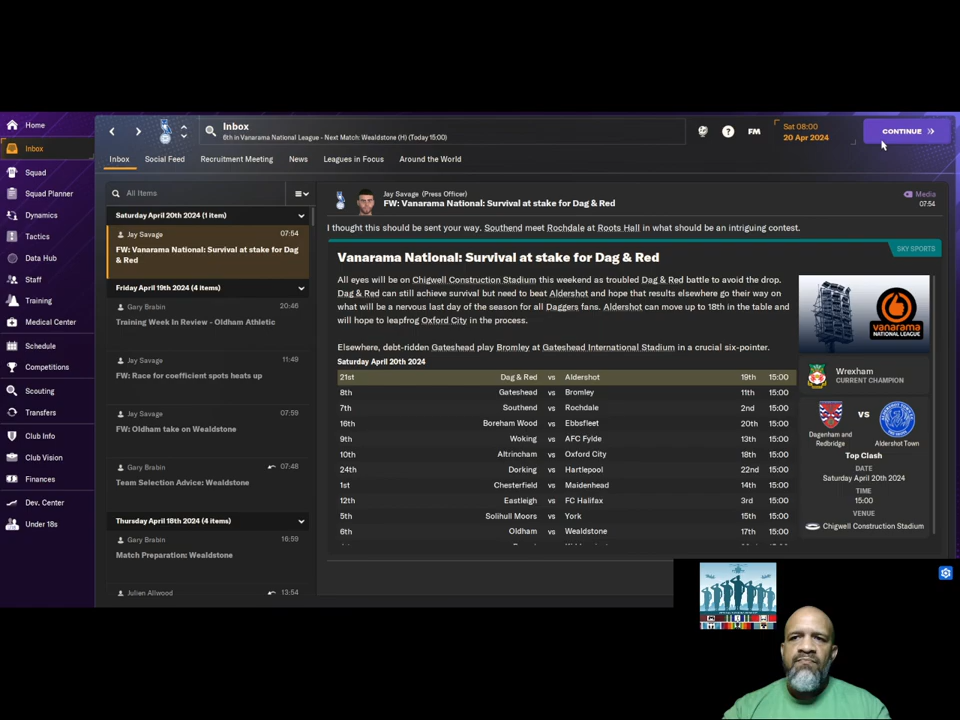 Home
Inbox
Squad
Squad Planner
Dynamics
Tactics
Data Hub
Staff
Training
Medical Center
Schedule
Competitions
Scouting
Transfers
Club Info
Club Vision
Finances
Dev. Center
Under 18s
Inbox
6th in Vanarama National League - Next Match: Wealdstone (H) (Today 15:00)
? FM
Sat 08:00
20 Apr 2024
CONTINUE
Inbox Social Feed Recruitment Meeting News Leagues in Focus Around the World
All Items
Saturday April 20th 2024 (1 item)
Jay Savage 07:54
FW: Vanarama National: Survival at stake for Dag
& Red
Friday April 19th 2024 (4 items)
Gary Brabin 20:46
Training Week In Review - Oldham Athletic
Jay Savage 11:49
FW: Race for coefficient spots heats up
Jay Savage 07:59
FW: Oldham take on Wealdstone
Gary Brabin 07:48
Team Selection Advice: Wealdstone
Thursday April 18th 2024 (4 items)
Gary Brabin 16:59
Match Preparation: Wealdstone
Julien Allwood 13:54
Jay Savage (Press Officer)
FW: Vanarama National: Survival at stake for Dag & Red
Media
07:54
I thought this should be sent your way. Southend meet Rochdale at Roots Hall in what should be an intriguing contest.
SKY SPORTS
Vanarama National: Survival at stake for Dag & Red
All eyes will be on Chigwell Construction Stadium this weekend as troubled Dag & Red battle to avoid the drop.
Dag & Red can still achieve survival but need to beat Aldershot and hope that results elsewhere go their way on
what will be a nervous last day of the season for all Daggers fans. Aldershot can move up to 18th in the table and
will hope to leapfrog Oxford City in the process.
Elsewhere, debt-ridden Gateshead play Bromley at Gateshead International Stadium in a crucial six-pointer.
Saturday April 20th 2024
21st Dag & Red vs Aldershot 19th 15:00
8th Gateshead vs Bromley 11th 15:00
7th Southend vs Rochdale 2nd 15:00
16th Boreham Wood vs Ebbsfleet 20th 15:00
9th Woking vs AFC Fylde 13th 15:00
10th Altrincham vs Oxford City 18th 15:00
24th Dorking vs Hartlepool 22nd 15:00
1st Chesterfield vs Maidenhead 14th 15:00
12th Eastleigh vs FC Halifax 3rd 15:00
5th Solihull Moors vs York 15th 15:00
6th Oldham vs Wealdstone 17th 15:00
VANARAMA
NATIONAL LEAGUE
Wrexham
CURRENT CHAMPION
VS
Dagenham and
Redbridge
Aldershot Town
Top Clash
DATE
Saturday April 20th 2024
TIME
15:00
VENUE
Chigwell Construction Stadium